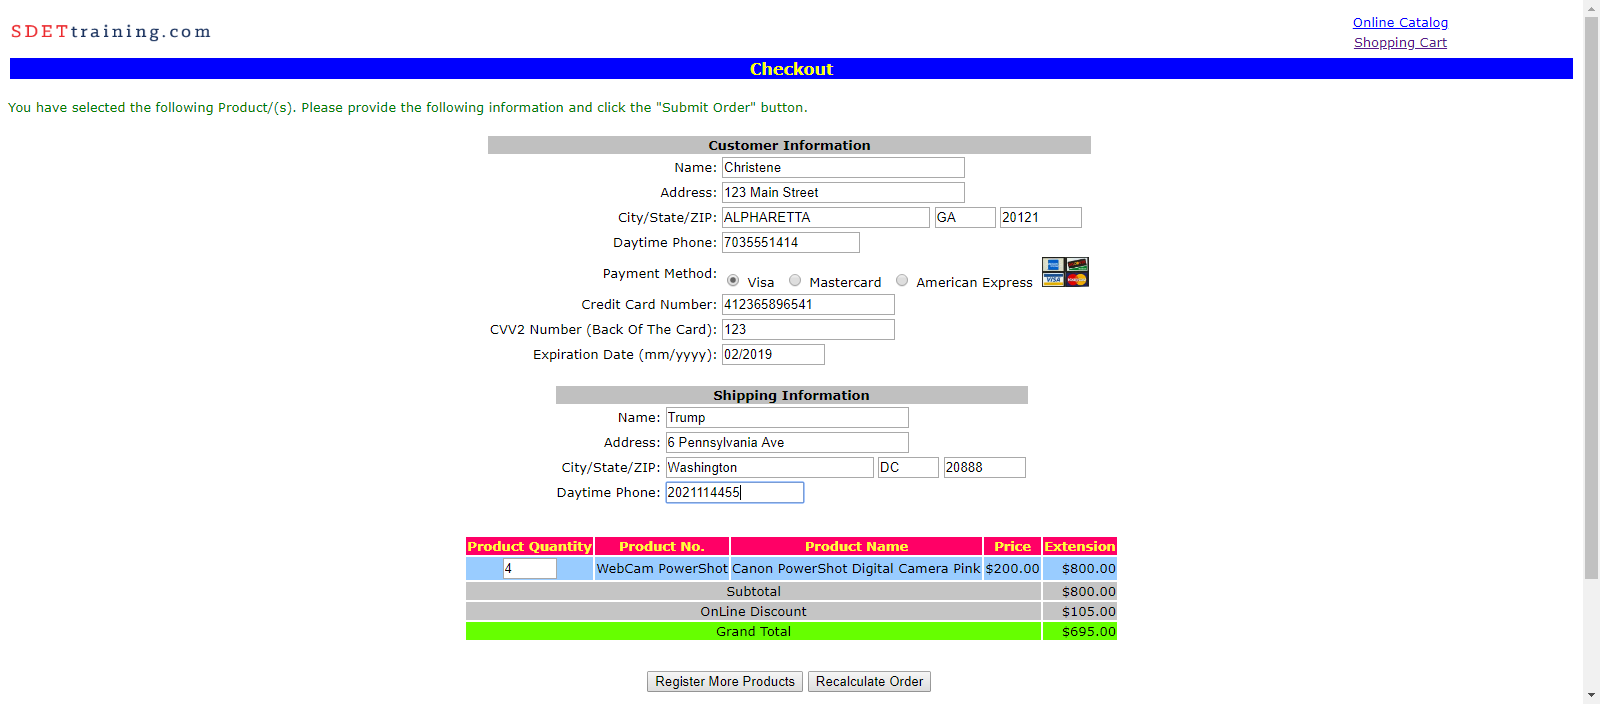 SDETtraining.com
Online Catalog
Shopping Cart
Checkout
You have selected the following Product/(s). Please provide the following information and click the "Submit Order" button.
Customer Information
Name: Christene
Address: 123 Main Street
City/State/ZIP: ALPHARETTA GA 20121
Daytime Phone: 7035551414
Payment Method: Visa Mastercard American Express VISA
Credit Card Number: 412365896541
CVV2 Number (Back Of The Card): 123
Expiration Date (mm/yyyy): 02/2019
Shipping Information
Name: Trump
Address: 6 Pennsylvania Ave
City/State/ZIP: Washington DC 20888
Daytime Phone: 2021114455
Product Quantity Product No. Product Name Price Extension
4 WebCam PowerShot Canon PowerShot Digital Camera Pink $200.00 $800.00
Subtotal $800.00
OnLine Discount $105.00
Grand Total $695.00
Register More Products Recalculate Order